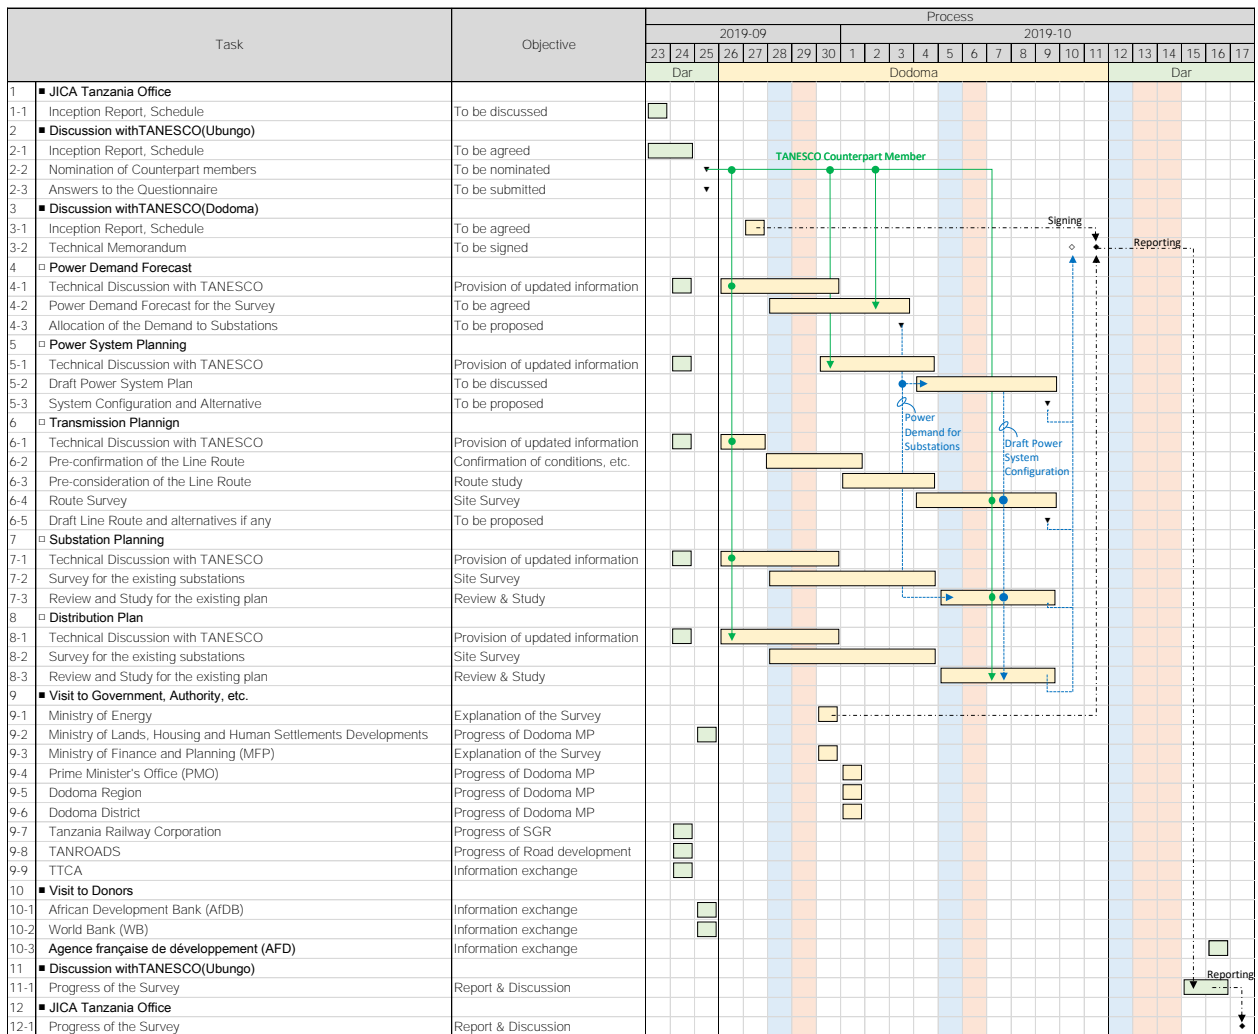 Task
Objective
Process
2019-09
2019-10
23 24 25 26 27 28 29 30 1 2 3 4 5 6 7 8 9 10 11 12 13 14 15 16 17
Dar
Dodoma
Dar
1 ■ JICA Tanzania Office
1-1 Inception Report, Schedule To be discussed
2 ■ Discussion withTANESCO(Ubungo)
2-1 Inception Report, Schedule To be agreed
TANESCO Counterpart Member
2-2 Nomination of Counterpart members To be nominated
2-3 Answers to the Questionnaire To be submitted
3 ■ Discussion withTANESCO(Dodoma)
3-1 Inception Report, Schedule To be agreed
Signing
3-2 Technical Memorandum To be signed
Reporting
4 □ Power Demand Forecast
4-1 Technical Discussion with TANESCO Provision of updated information
4-2 Power Demand Forecast for the Survey To be agreed
4-3 Allocation of the Demand to Substations To be proposed
5 □ Power System Planning
5-1 Technical Discussion with TANESCO Provision of updated information
5-2 Draft Power System Plan To be discussed
5-3 System Configuration and Alternative To be proposed
Power
Demand for
Substations
6 □ Transmission Plannign
6-1 Technical Discussion with TANESCO Provision of updated information
Draft Power
System
Configuration
6-2 Pre-confirmation of the Line Route Confirmation of conditions, etc.
6-3 Pre-consideration of the Line Route Route study
6-4 Route Survey Site Survey
6-5 Draft Line Route and alternatives if any To be proposed
7 □ Substation Planning
7-1 Technical Discussion with TANESCO Provision of updated information
7-2 Survey for the existing substations Site Survey
7-3 Review and Study for the existing plan Review & Study
8 □ Distribution Plan
8-1 Technical Discussion with TANESCO Provision of updated information
8-2 Survey for the existing substations Site Survey
8-3 Review and Study for the existing plan Review & Study
9 ■ Visit to Government, Authority, etc.
9-1 Ministry of Energy Explanation of the Survey
9-2 Ministry of Lands, Housing and Human Settlements Developments Progress of Dodoma MP
9-3 Ministry of Finance and Planning (MFP) Explanation of the Survey
9-4 Prime Minister's Office (PMO) Progress of Dodoma MP
9-5 Dodoma Region Progress of Dodoma MP
9-6 Dodoma District Progress of Dodoma MP
9-7 Tanzania Railway Corporation Progress of SGR
9-8 TANROADS Progress of Road development
9-9 TTCA Information exchange
10 ■ Visit to Donors
10-1 African Development Bank (AfDB) Information exchange
10-2 World Bank (WB) Information exchange
10-3 Agence française de développement (AFD) Information exchange
11 ■ Discussion withTANESCO(Ubungo)
Reporting
11-1 Progress of the Survey Report & Discussion
12 ■ JICA Tanzania Office
12-1 Progress of the Survey Report & Discussion